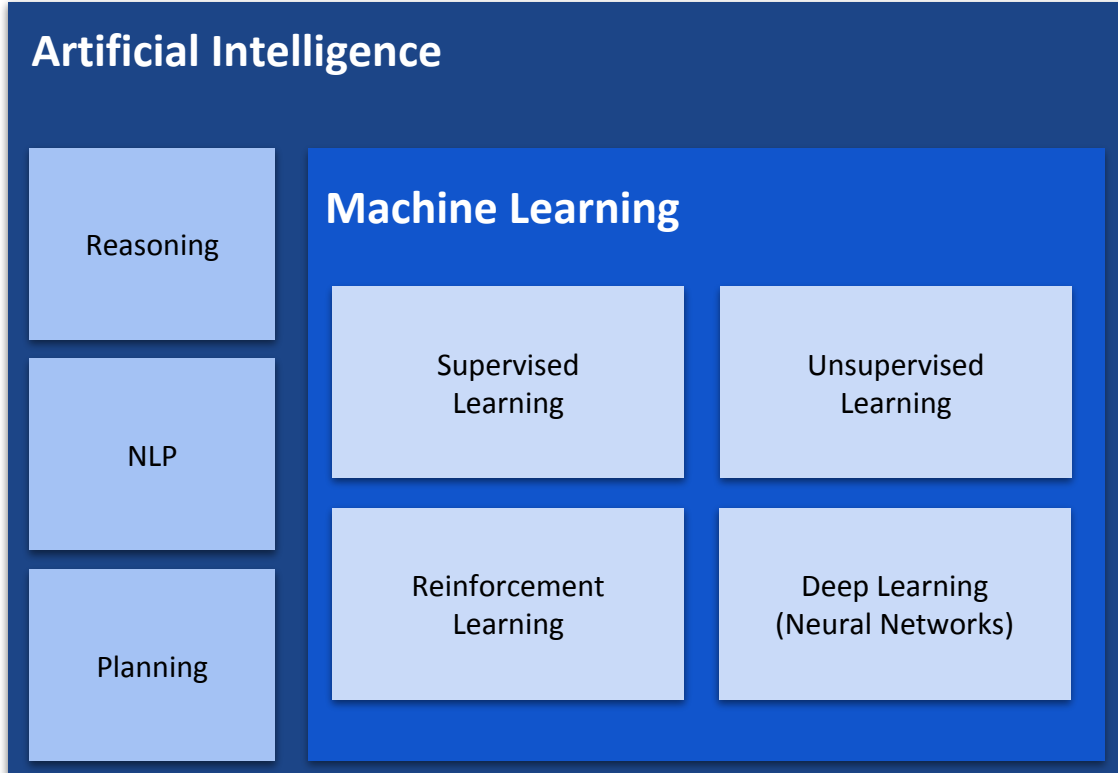 Artificial Intelligence
Reasoning
NLP
Planning
Machine Learning
Supervised
Learning
Unsupervised
Learning
Reinforcement
Learning
Deep Learning
(Neural Networks)